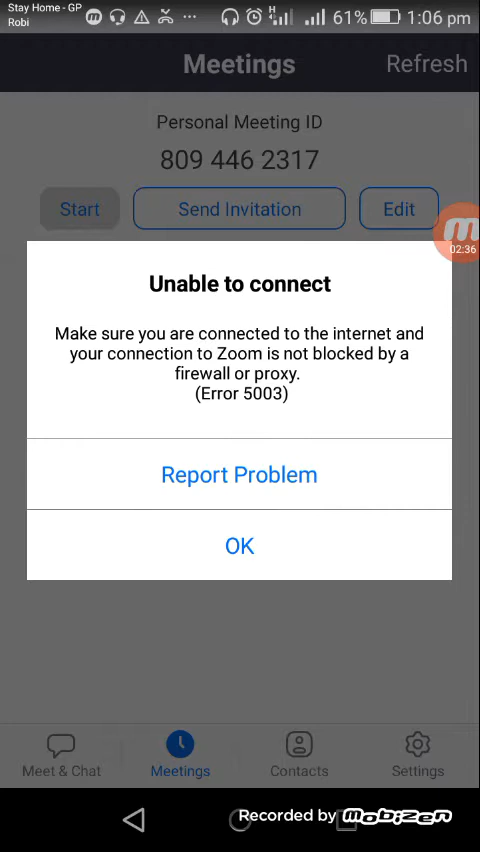 Stay Home - GP
Robi
H
61%
1:06 pm
Meetings
Refresh
Personal Meeting ID
809 446 2317
Start
Send Invitation
Edit
02:36
Unable to connect
Make sure you are connected to the internet and
your connection to Zoom is not blocked by a
firewall or proxy.
(Error 5003)
Report Problem
OK
Meet & Chat
Meetings
Contacts
Settings
Recorded by Mobizen